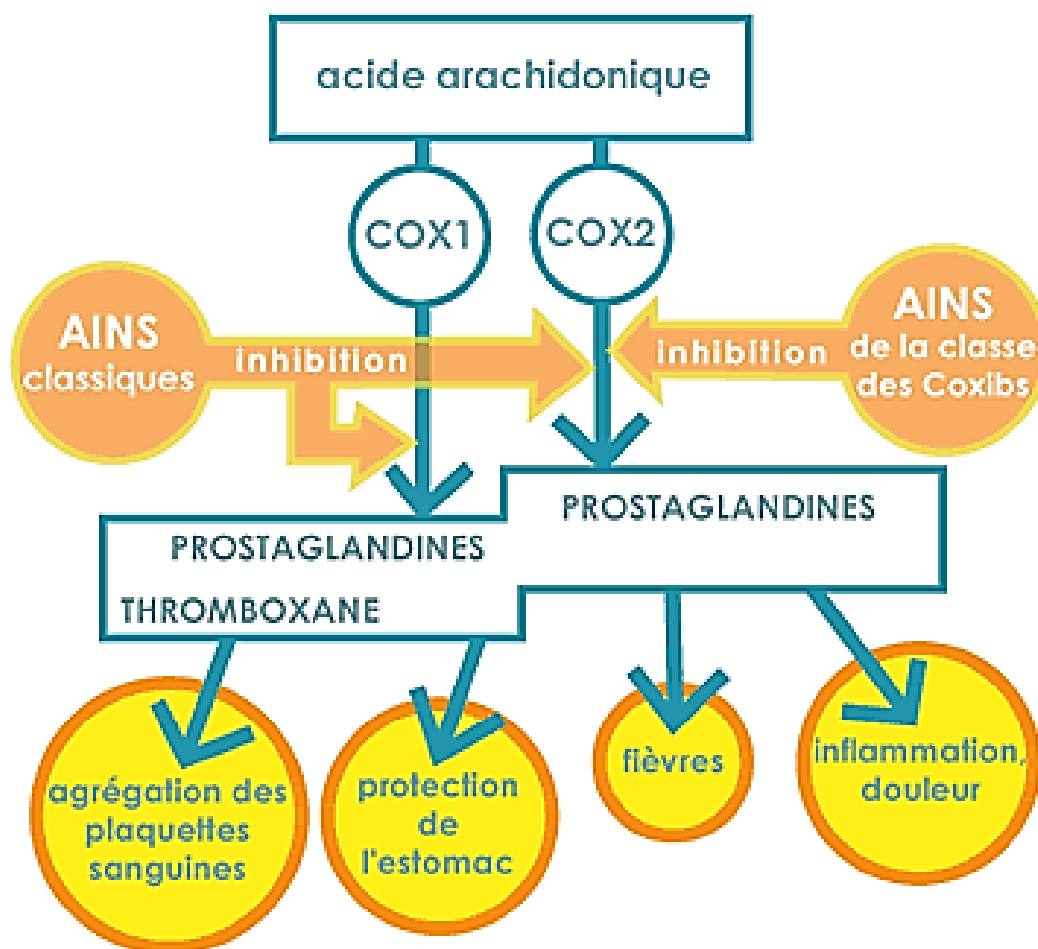 acide arachidonique
COX1
COX2
AINS
classiques
inhibition
inhibition
AINS
de la classe
des Coxibs
PROSTAGLANDINES
PROSTAGLANDINES
THROMBOXANE
agrégation des
plaquettes
sanguines
protection
de
l'estomac
fièvres
inflammation,
douleur